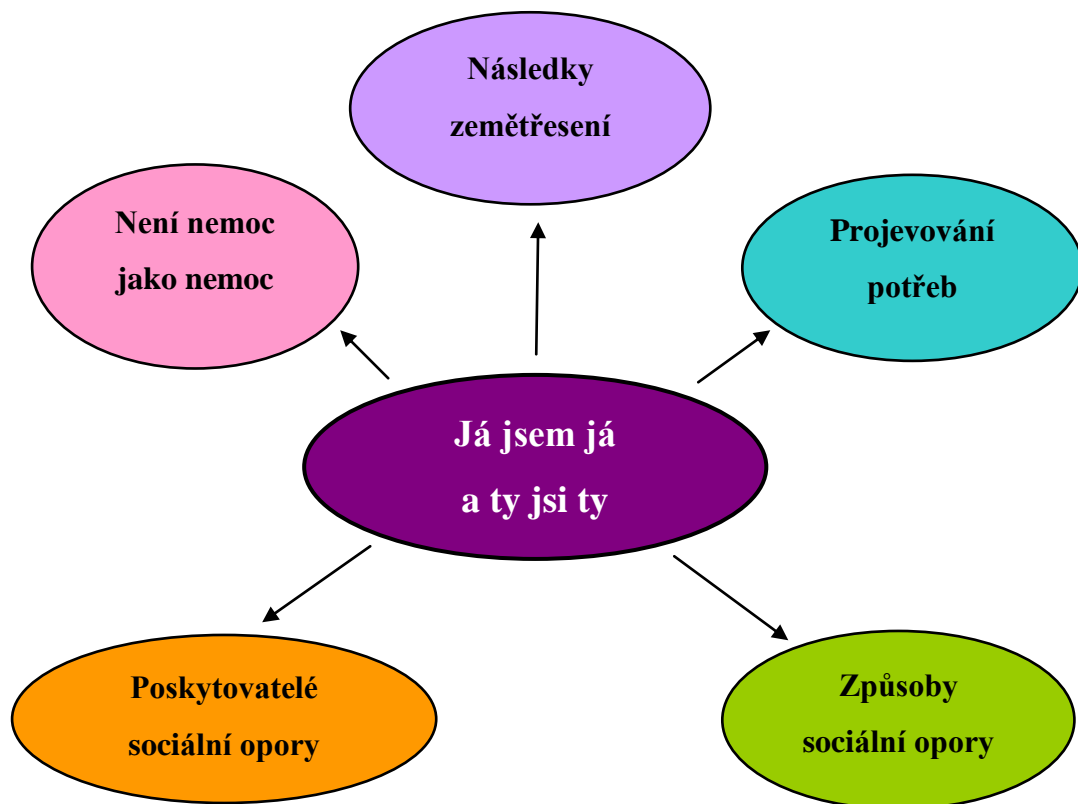 Následky
zemětřesení
Není nemoc
jako nemoc
Projevování
potřeb
Já jsem já
a ty jsi ty
Poskytovatelé
sociální opory
Způsoby
sociální opory